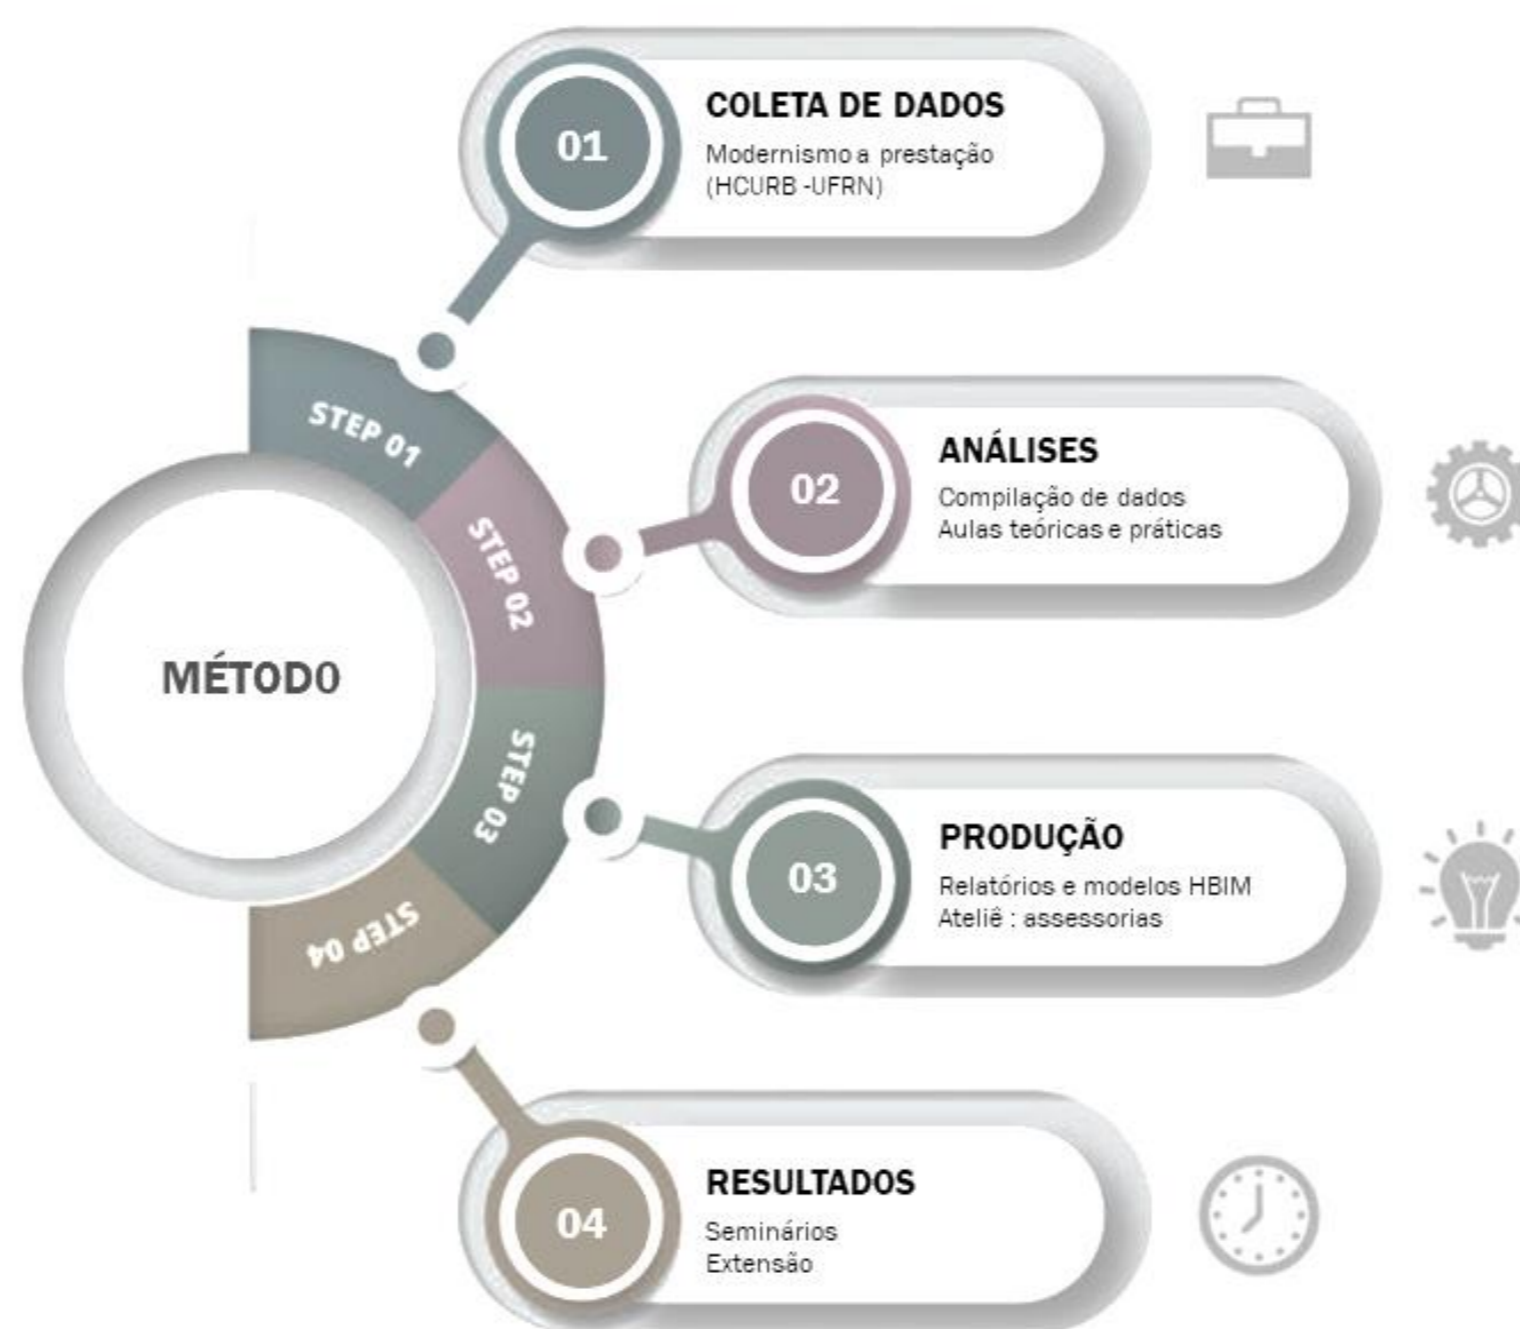 MÉTOD0
STEP 01
01
COLETA DE DADOS
Modernismo a prestação
(HCURB -UFRN)
STEP 02
02
ANÁLISES
Compilação de dados
Aulas teóricas e práticas
STEP 03
03
PRODUÇÃO
Relatórios e modelos HBIM
Ateliê : assessorias
STEP 04
04
RESULTADOS
Seminários
Extensão